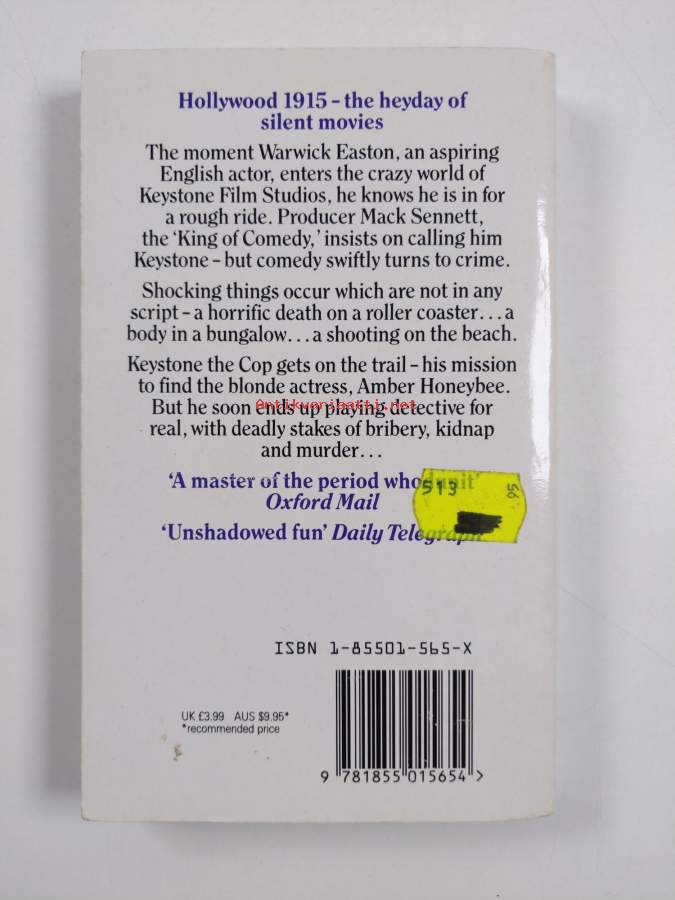 Hollywood 1915 – the heyday of
silent movies
The moment Warwick Easton, an aspiring
English actor, enters the crazy world of
Keystone Film Studios, he knows he is in for
a rough ride. Producer Mack Sennett,
the ‘King of Comedy,’ insists on calling him
Keystone – but comedy swiftly turns to crime.
Shocking things occur which are not in any
script – a horrific death on a roller coaster...a
body in a bungalow...a shooting on the beach.
Keystone the Cop gets on the trail – his mission
to find the blonde actress, Amber Honeybee.
But he soon ends up playing detective for
Antikvariaatti.net
real, with deadly stakes of bribery, kidnap
and murder...
‘A master of the period whodunit’
513
95
Oxford Mail
‘Unshadowed fun’ Daily Telegraph
ISBN 1-85501-565-X
UK £3.99 AUS $9.95*
*recommended price
9 781855 015654 >